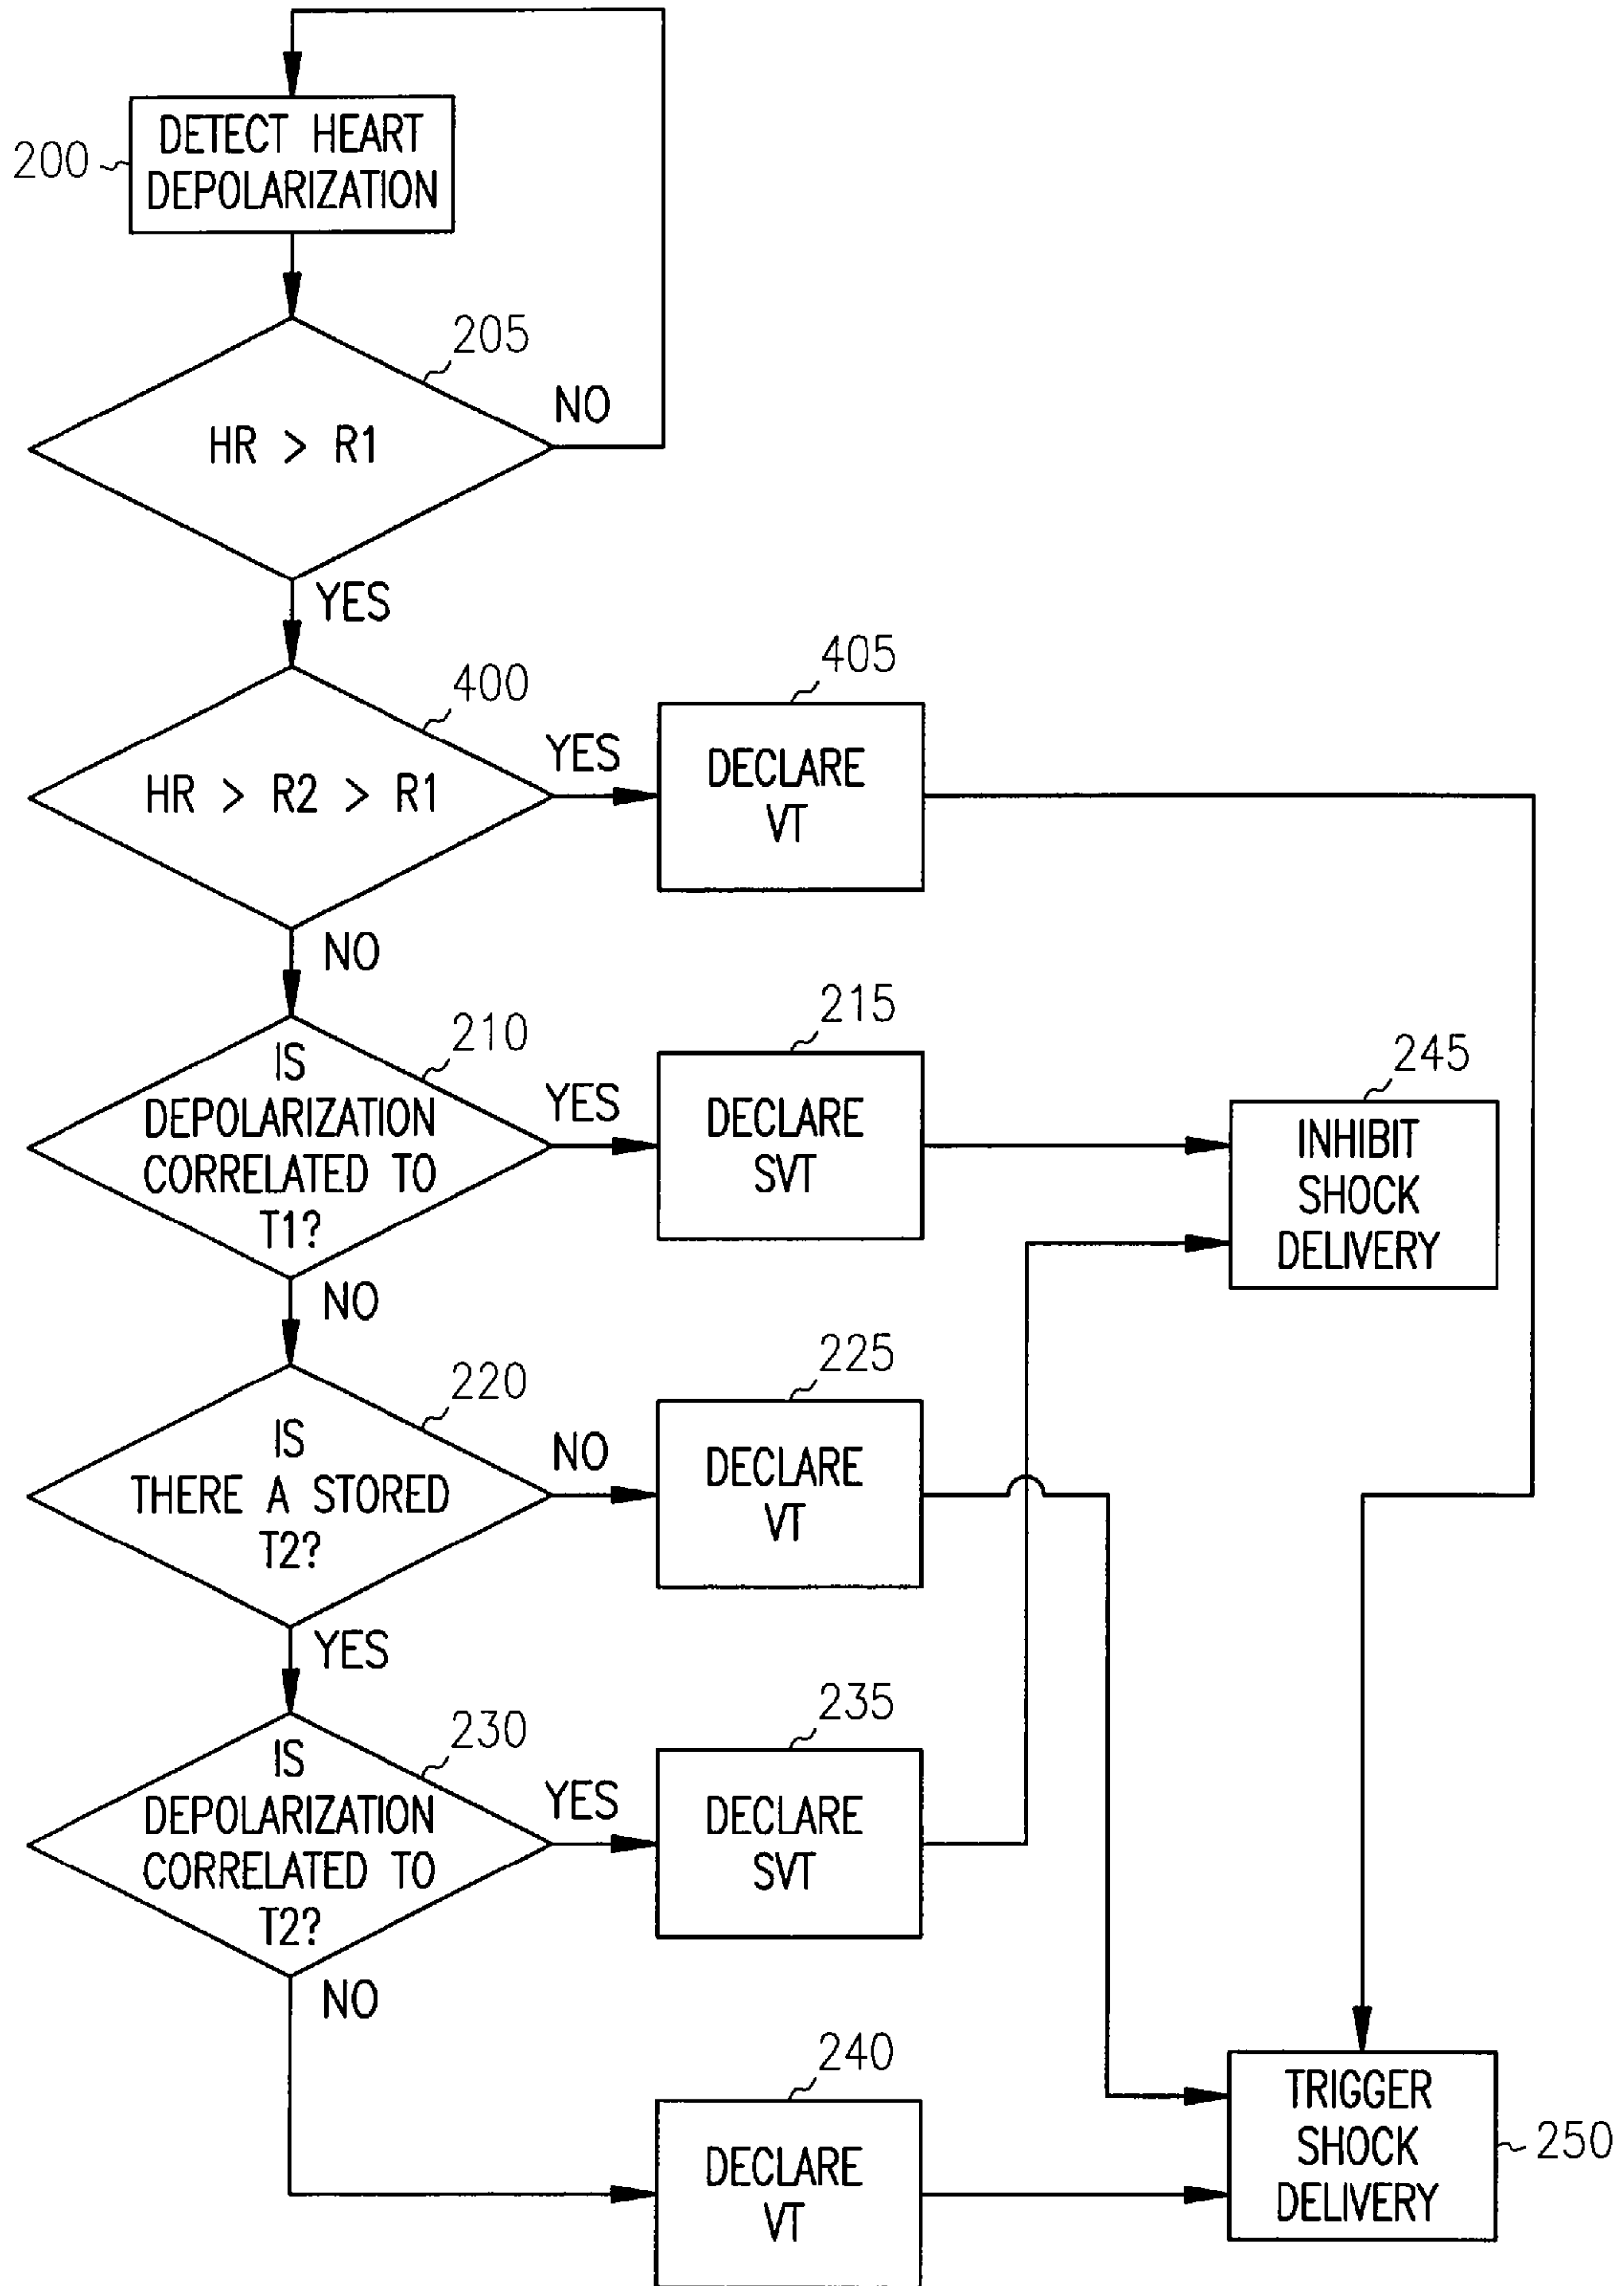 200
DETECT HEART
DEPOLARIZATION
205
HR > R1
NO
YES
400
HR > R2 > R1
YES
NO
405
DECLARE
VT
210
IS
DEPOLARIZATION
CORRELATED TO
T1?
YES
NO
215
DECLARE
SVT
245
INHIBIT
SHOCK
DELIVERY
220
IS
THERE A STORED
T2?
NO
YES
225
DECLARE
VT
230
IS
DEPOLARIZATION
CORRELATED TO
T2?
YES
NO
235
DECLARE
SVT
240
DECLARE
VT
TRIGGER
SHOCK
DELIVERY
250